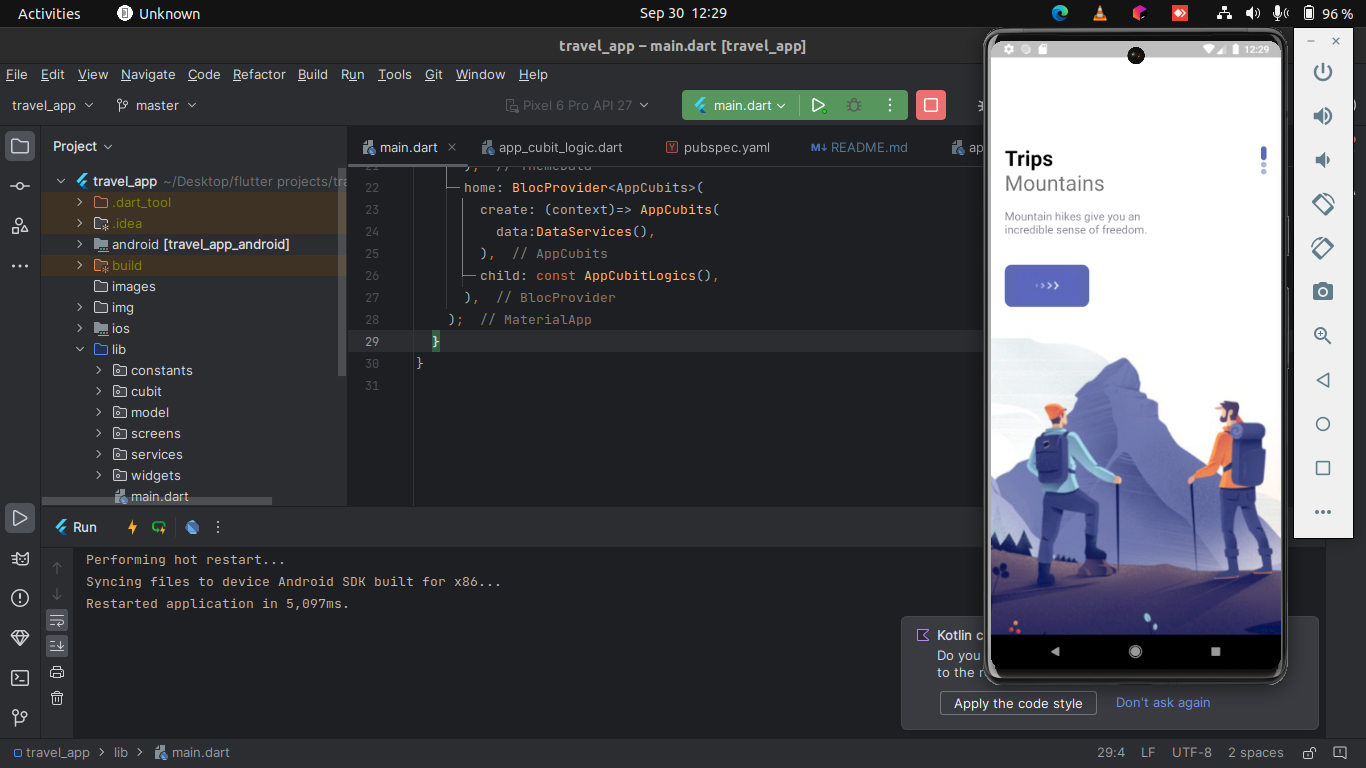 Activities
Unknown
Sep 30 12:29
96 %
travel_app – main.dart [travel_app]
File Edit View Navigate Code Refactor Build Run Tools Git Window Help
travel_app
master
Pixel 6 Pro API 27
main.dart
Project
main.dart
app_cubit_logic.dart
pubspec.yaml
M↓ README.md
ap
travel_app ~/Desktop/flutter projects/tra
.dart_tool
.idea
android [travel_app_android]
build
images
img
ios
lib
constants
cubit
model
screens
services
widgets
main.dart
21 ), // ThemeData
22 home: BlocProvider<AppCubits>(
23 create: (context)=> AppCubits(
24 data:DataServices(),
25 ), // AppCubits
26 child: const AppCubitLogics(),
27 ), // BlocProvider
28 ); // MaterialApp
29 }
30 }
31
12:29
Trips
Mountains
Mountain hikes give you an
incredible sense of freedom.
Run
Performing hot restart...
Syncing files to device Android SDK built for x86...
Restarted application in 5,097ms.
Kotlin c
Do you
to the r
Apply the code style
Don't ask again
travel_app > lib > main.dart
29:4 LF UTF-8 2 spaces